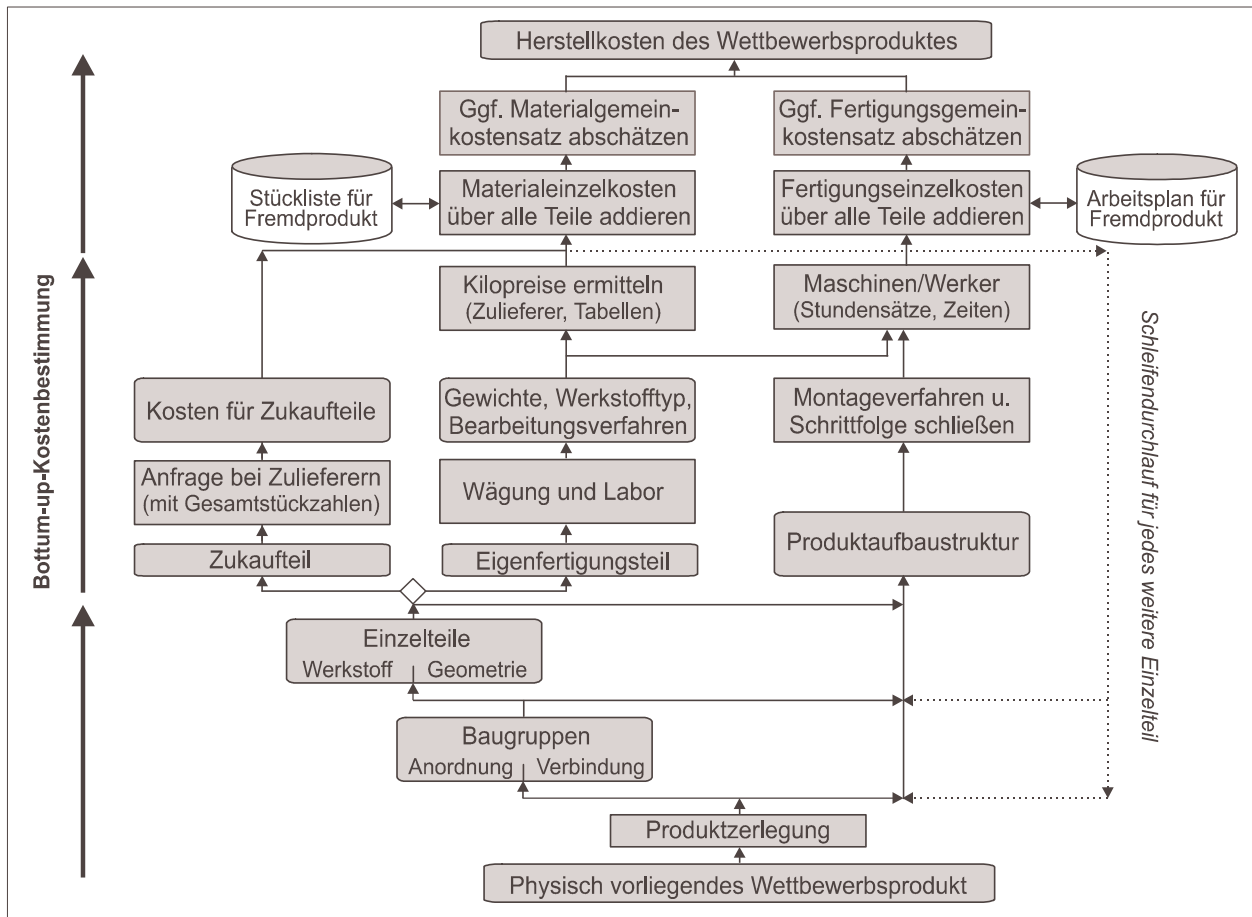 Herstellkosten des Wettbewerbsproduktes
Ggf. Materialgemein-
kostensatz abschätzen
Ggf. Fertigungsgemein-
kostensatz abschätzen
Stückliste für
Fremdprodukt
Materialeinzelkosten
über alle Teile addieren
Fertigungseinzelkosten
über alle Teile addieren
Arbeitsplan für
Fremdprodukt
Bottum-up-Kostenbestimmung
Kilopreise ermitteln
(Zulieferer, Tabellen)
Maschinen/Werker
(Stundensätze, Zeiten)
Schleifendurchlauf für jedes weitere Einzelteil
Kosten für Zukaufteile
Gewichte, Werkstofftyp,
Bearbeitungsverfahren
Montageverfahren u.
Schrittfolge schließen
Anfrage bei Zulieferern
(mit Gesamtstückzahlen)
Wägung und Labor
Zukaufteil
Eigenfertigungsteil
Produktaufbaustruktur
Einzelteile
Werkstoff Geometrie
Baugruppen
Anordnung Verbindung
Produktzerlegung
Physisch vorliegendes Wettbewerbsprodukt